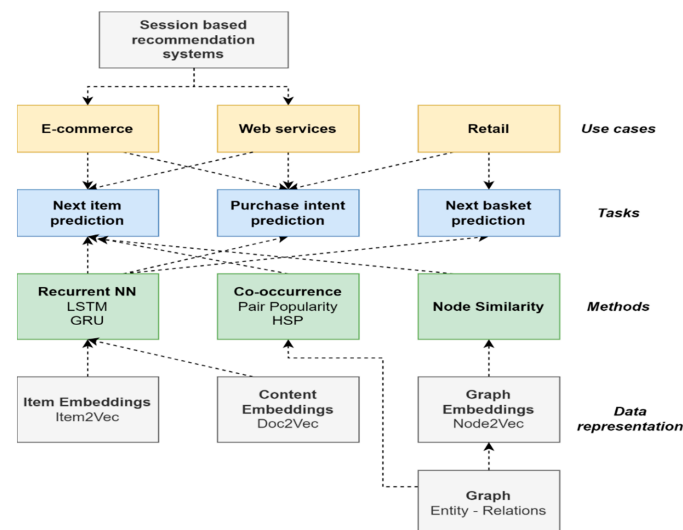 Session based
recommendation
systems
E-commerce
Web services
Retail
Use cases
Next item
prediction
Purchase intent
prediction
Next basket
prediction
Tasks
Recurrent NN
LSTM
GRU
Co-occurrence
Pair Popularity
HSP
Node Similarity
Methods
Item Embeddings
Item2Vec
Content
Embeddings
Doc2Vec
Graph
Embeddings
Node2Vec
Data
representation
Graph
Entity - Relations